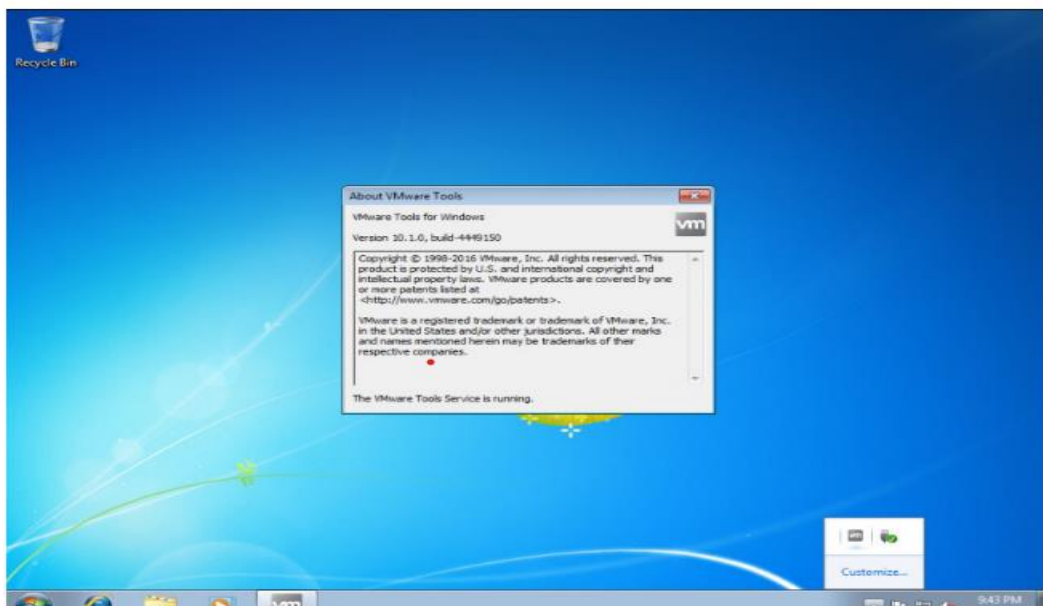 Recycle Bin
About VMware Tools
VMware Tools for Windows
vm
Version 10.1.0, build-4449150
Copyright © 1998-2016 VMware, Inc. All rights reserved. This
product is protected by U.S. and international copyright and
intellectual property laws. VMware products are covered by one
or more patents listed at
<http://www.vmware.com/go/patents>.
VMware is a registered trademark or trademark of VMware, Inc.
in the United States and/or other jurisdictions. All other marks
and names mentioned herein may be trademarks of their
respective companies.
The VMware Tools Service is running.
vm
Customize...
vm
9:43 PM